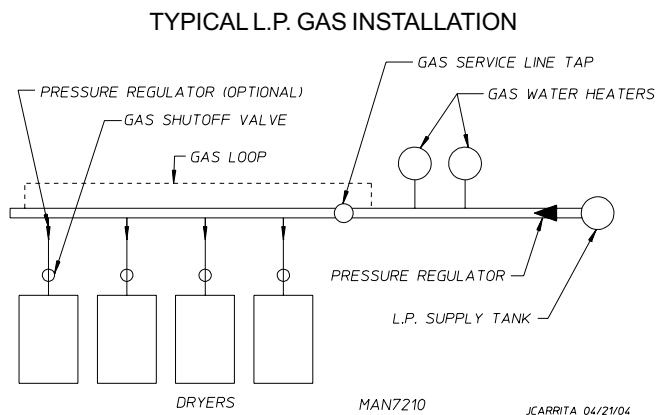 TYPICAL L.P. GAS INSTALLATION
GAS SERVICE LINE TAP
PRESSURE REGULATOR (OPTIONAL)
GAS WATER HEATERS
GAS SHUTOFF VALVE
GAS LOOP
PRESSURE REGULATOR
L.P. SUPPLY TANK
DRYERS
MAN7210
JCARRITA 04/21/04